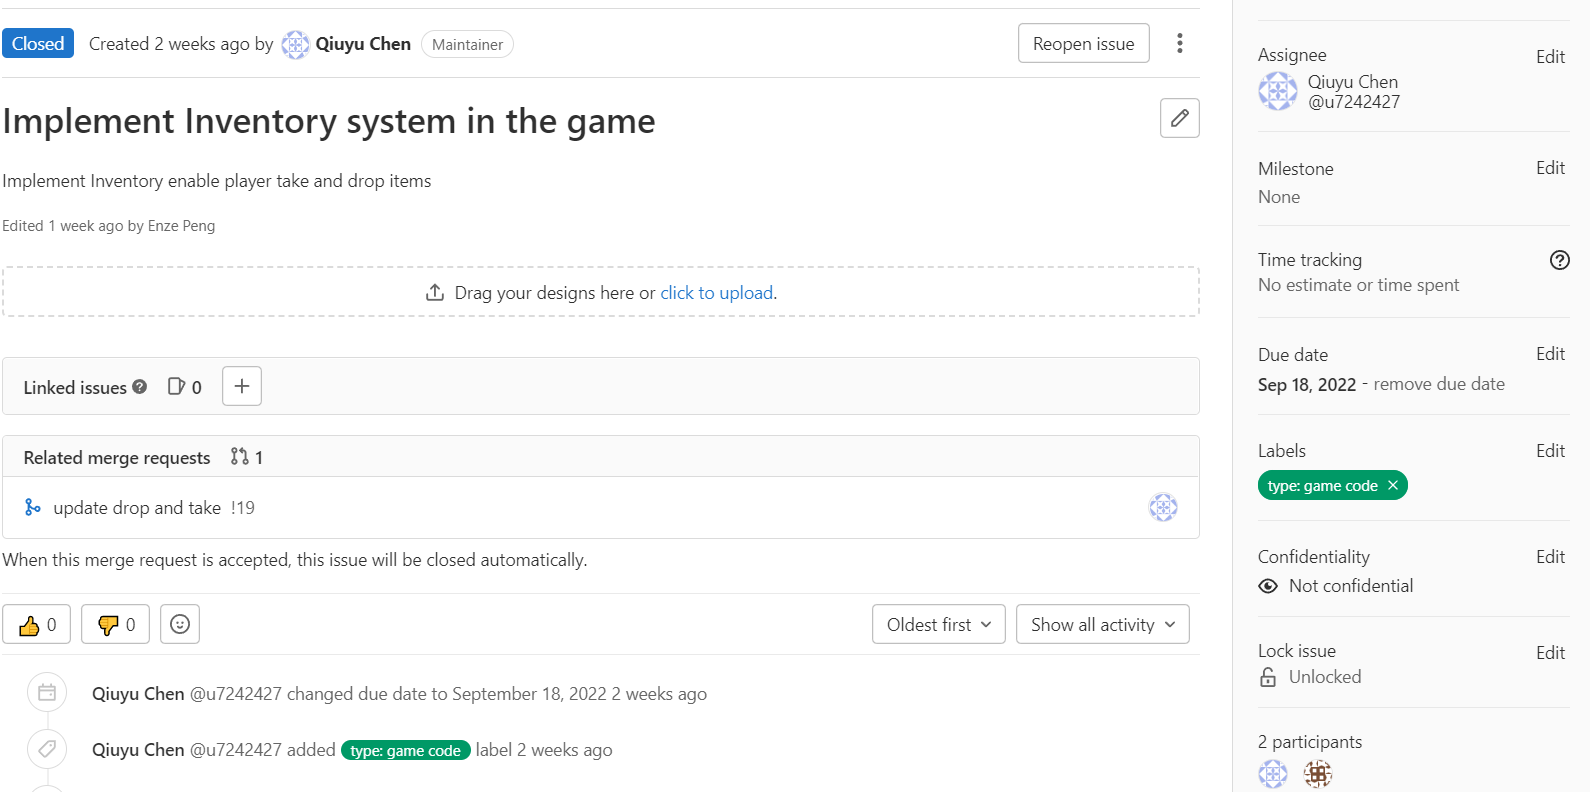 Closed Created 2 weeks ago by Qiuyu Chen Maintainer Reopen issue
Implement Inventory system in the game
Implement Inventory enable player take and drop items
Edited 1 week ago by Enze Peng
Drag your designs here or click to upload.
Linked issues 0
Related merge requests 1
update drop and take !19
When this merge request is accepted, this issue will be closed automatically.
0 0 Oldest first Show all activity
Qiuyu Chen @u7242427 changed due date to September 18, 2022 2 weeks ago
Qiuyu Chen @u7242427 added type: game code label 2 weeks ago
Assignee Edit
Qiuyu Chen
@u7242427
Milestone Edit
None
Time tracking
No estimate or time spent
Due date Edit
Sep 18, 2022 - remove due date
Labels Edit
type: game code
Confidentiality Edit
Not confidential
Lock issue Edit
Unlocked
2 participants